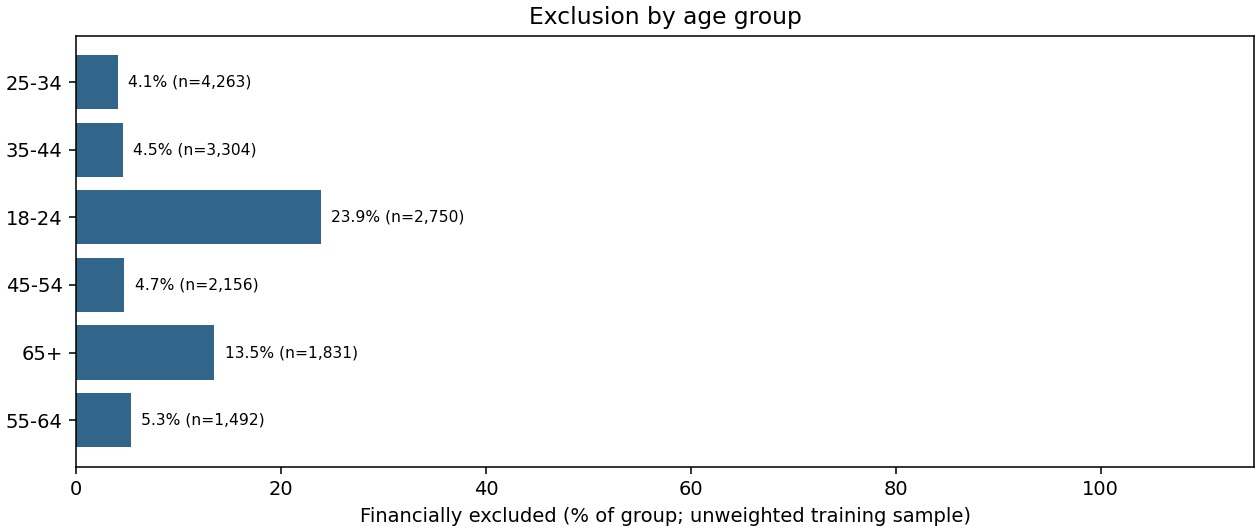 Exclusion by age group
25-34 4.1% (n=4,263)
35-44 4.5% (n=3,304)
18-24 23.9% (n=2,750)
45-54 4.7% (n=2,156)
65+ 13.5% (n=1,831)
55-64 5.3% (n=1,492)
0 20 40 60 80 100
Financially excluded (% of group; unweighted training sample)